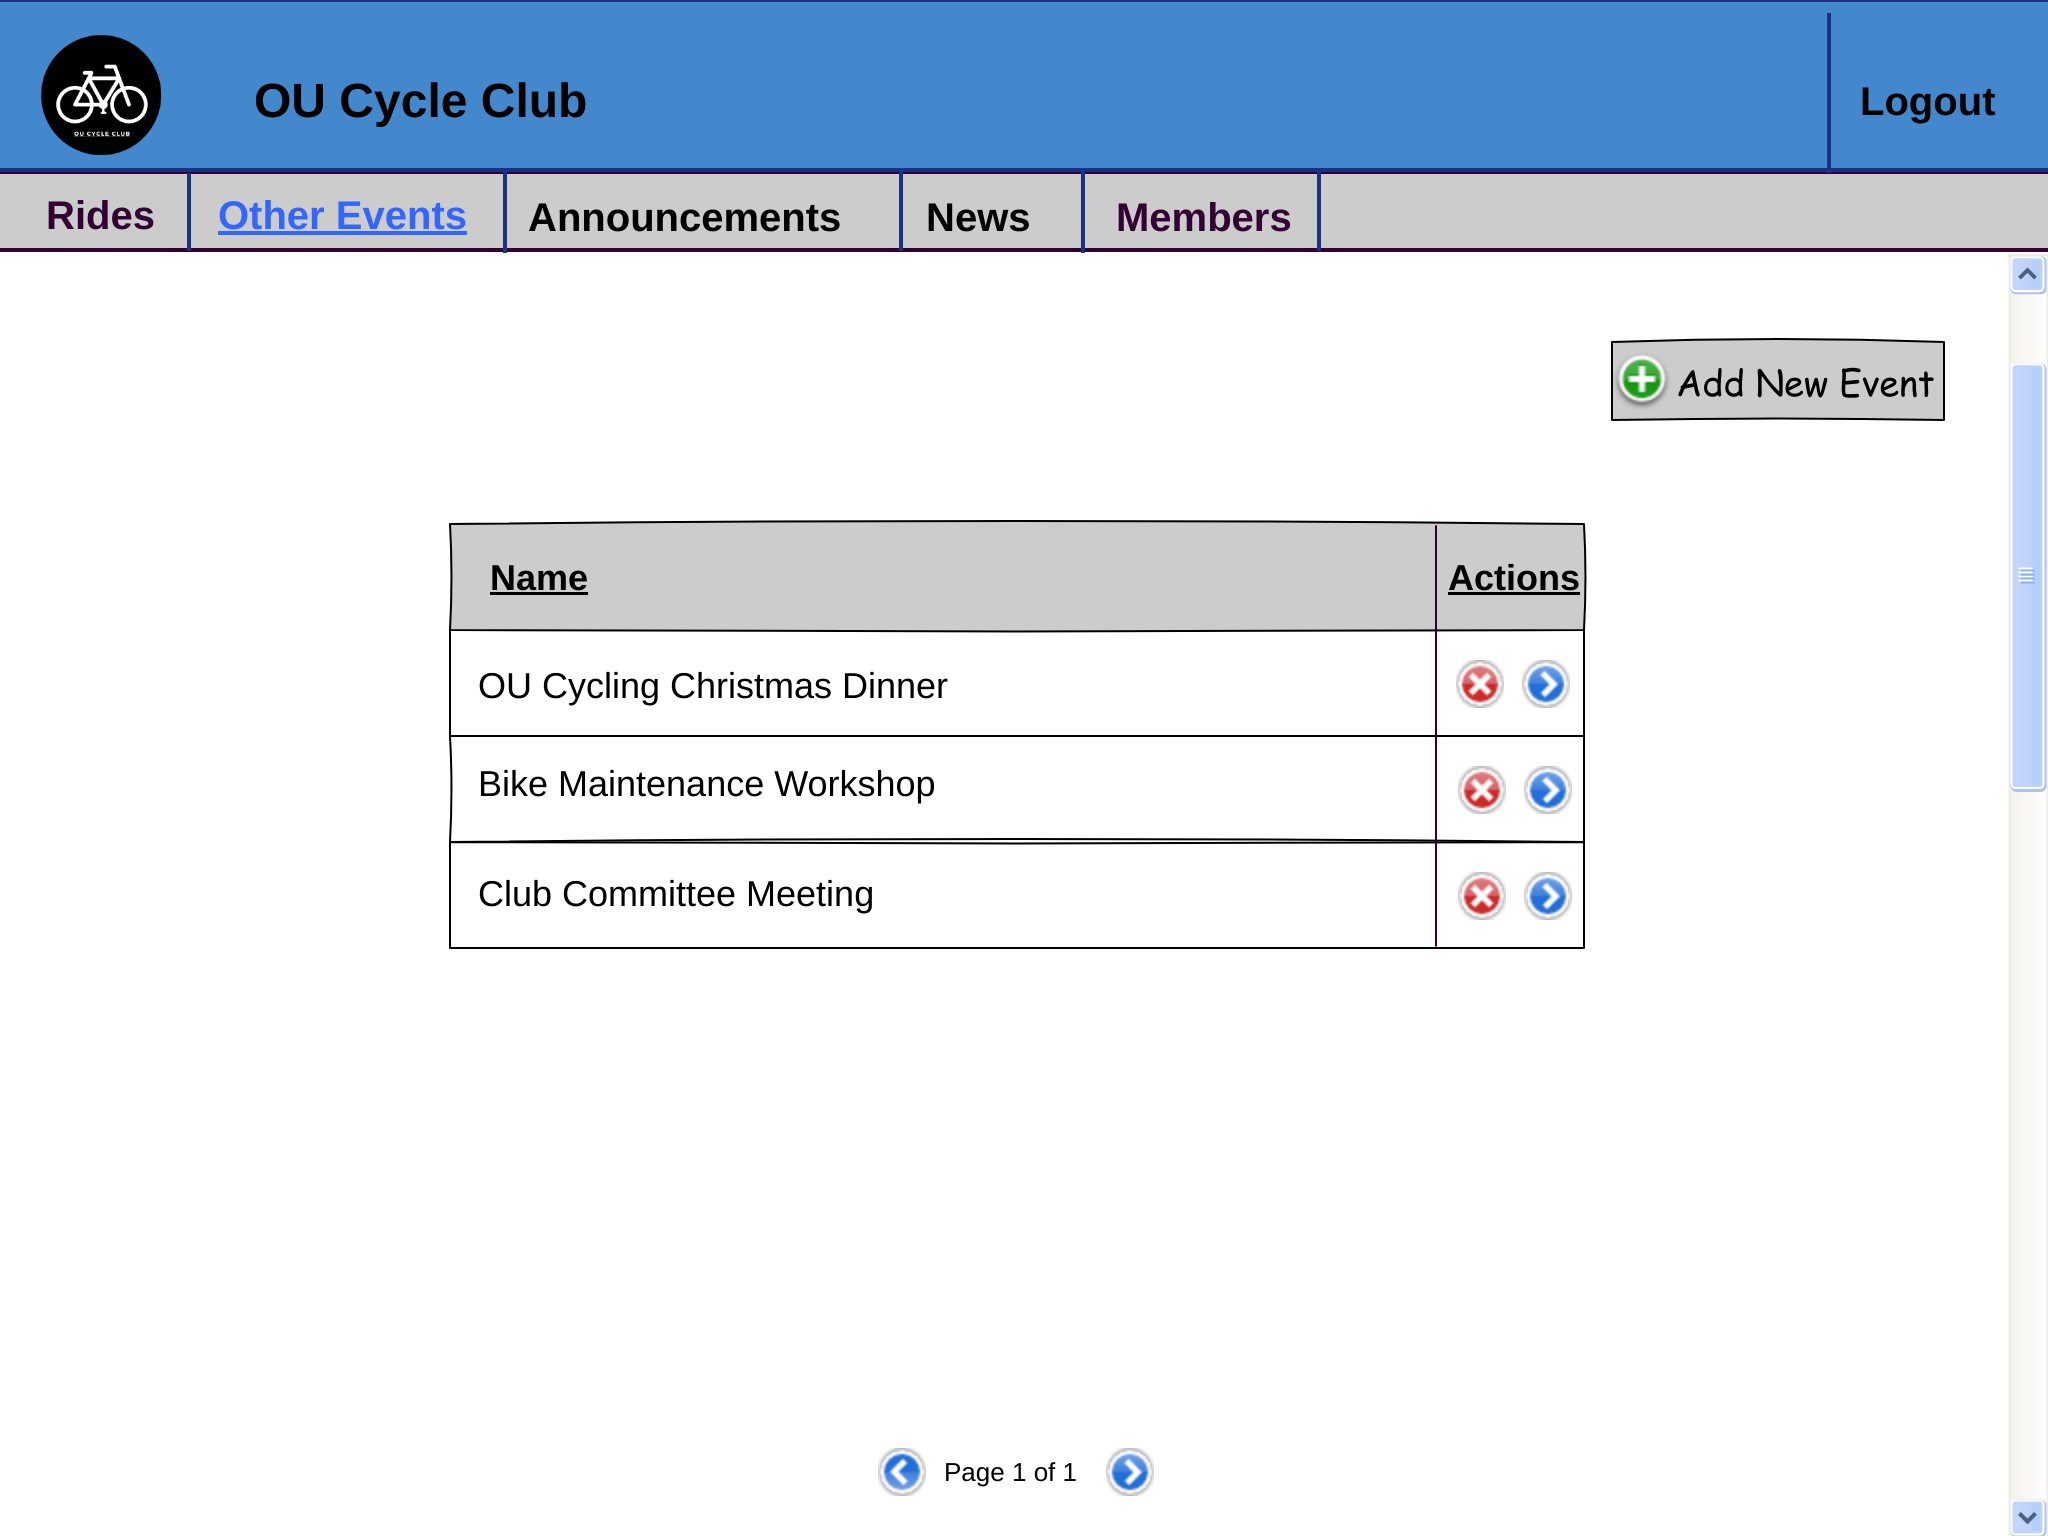 OU CYCLE CLUB
OU Cycle Club
Logout
Rides
Other Events
Announcements
News
Members
Add New Event
Name
Actions
OU Cycling Christmas Dinner
Bike Maintenance Workshop
Club Committee Meeting
Page 1 of 1